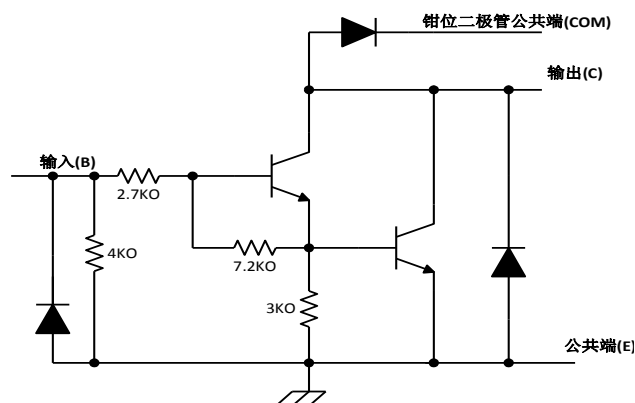 钳位二极管公共端(COM)
输出(C)
输入(B)
2.7KO
4KO
7.2KO
3KO
公共端(E)